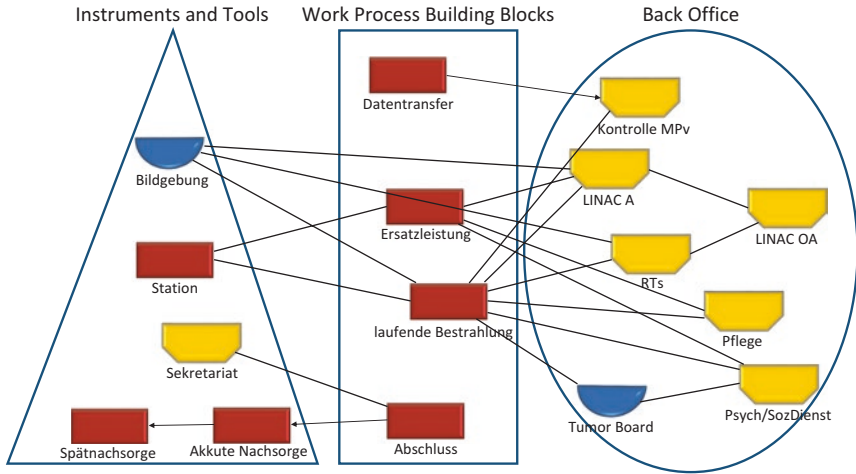 Instruments and Tools
Work Process Building Blocks
Back Office
Datentransfer
Kontrolle MPv
Bildgebung
LINAC A
Ersatzleistung
LINAC OA
Station
RTs
laufende Bestrahlung
Pflege
Sekretariat
Psych/SozDienst
Tumor Board
Spätnachsorge
Akkute Nachsorge
Abschluss